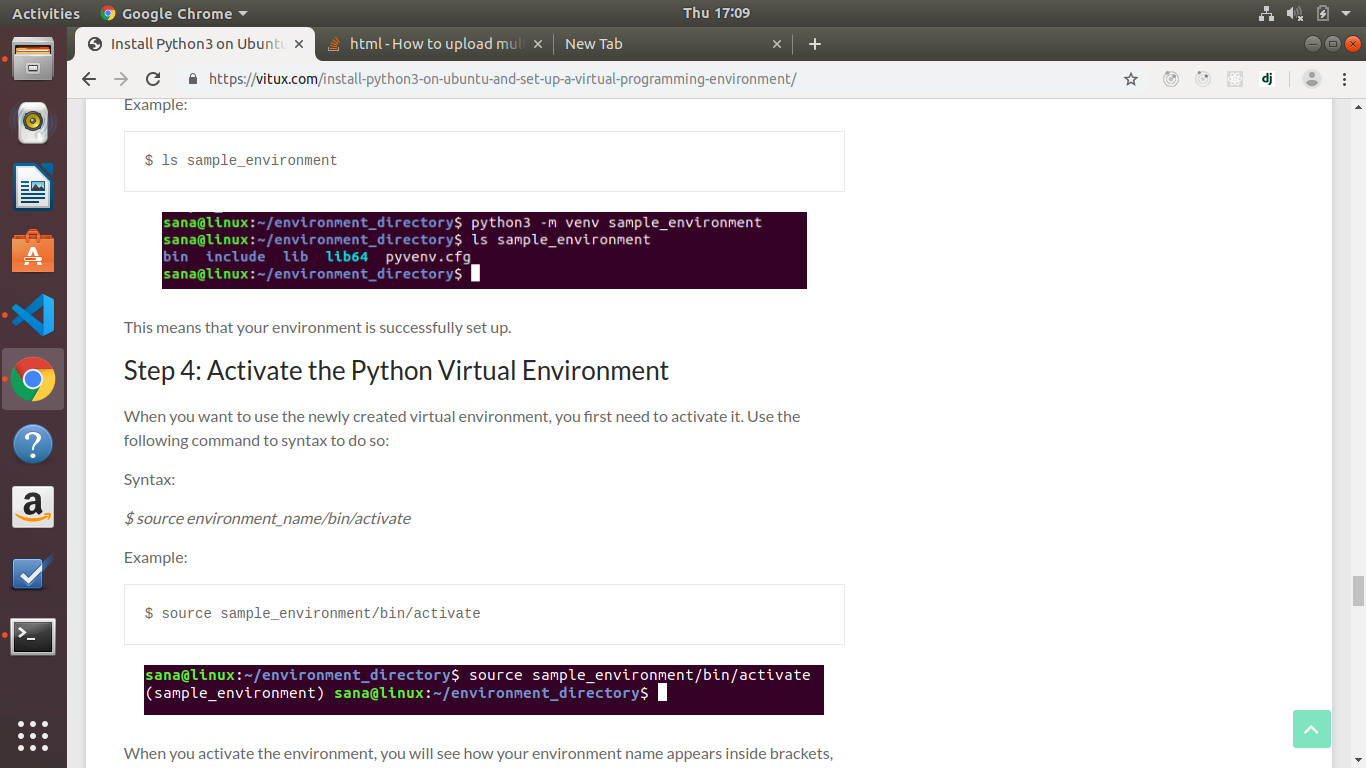 Activities
Google Chrome
Thu 17:09
Install Python3 on Ubuntu
html - How to upload mul
New Tab
https://vitux.com/install-python3-on-ubuntu-and-set-up-a-virtual-programming-environment/
dj
Example:
$ ls sample_environment
sana@linux:~/environment_directory$ python3 -m venv sample_environment
sana@linux:~/environment_directory$ ls sample_environment
bin include lib lib64 pyvenv.cfg
sana@linux:~/environment_directory$
This means that your environment is successfully set up.
Step 4: Activate the Python Virtual Environment
When you want to use the newly created virtual environment, you first need to activate it. Use the
following command to syntax to do so:
Syntax:
$ source environment_name/bin/activate
Example:
$ source sample_environment/bin/activate
sana@linux:~/environment_directory$ source sample_environment/bin/activate
(sample_environment) sana@linux:~/environment_directory$
When you activate the environment, you will see how your environment name appears inside brackets,